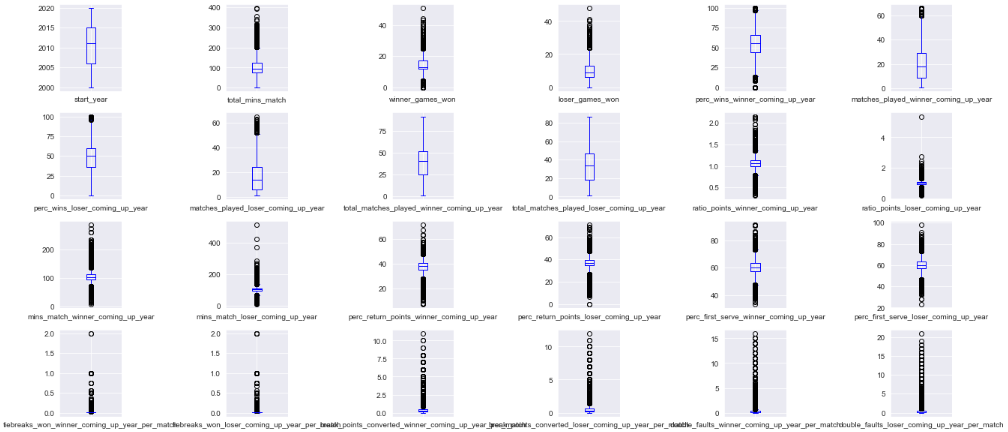 2020 400 40 40 100 60
2015 300 75 40
2010 200 20 20 50
2005 100 25 20
2000 0 0 0 0 0
start_year total_mins_match winner_games_won loser_games_won perc_wins_winner_coming_up_year matches_played_winner_coming_up_year
100 60 75 80 2.0 4
75 40 60 1.5
50 50 40 2
25 20 25 20 1.0
0 0 0 0 0.5 0
perc_wins_loser_coming_up_year matches_played_loser_coming_up_year total_matches_played_winner_coming_up_year total_matches_played_loser_coming_up_year ratio_points_winner_coming_up_year ratio_points_loser_coming_up_year
200 400 60 60 80 100
100 200 40 40 60 80
20 20 60
0 0 0 40 40
20
mins_match_winner_coming_up_year mins_match_loser_coming_up_year perc_return_points_winner_coming_up_year perc_return_points_loser_coming_up_year perc_first_serve_winner_coming_up_year perc_first_serve_loser_coming_up_year
2.0 2.0 10.0 10 15 20
1.5 1.5 7.5 15
1.0 1.0 5.0 5 10 10
0.5 0.5 2.5 5 5
0.0 0.0 0.0 0 0 0
tiebreaks_won_winner_coming_up_year_per_match